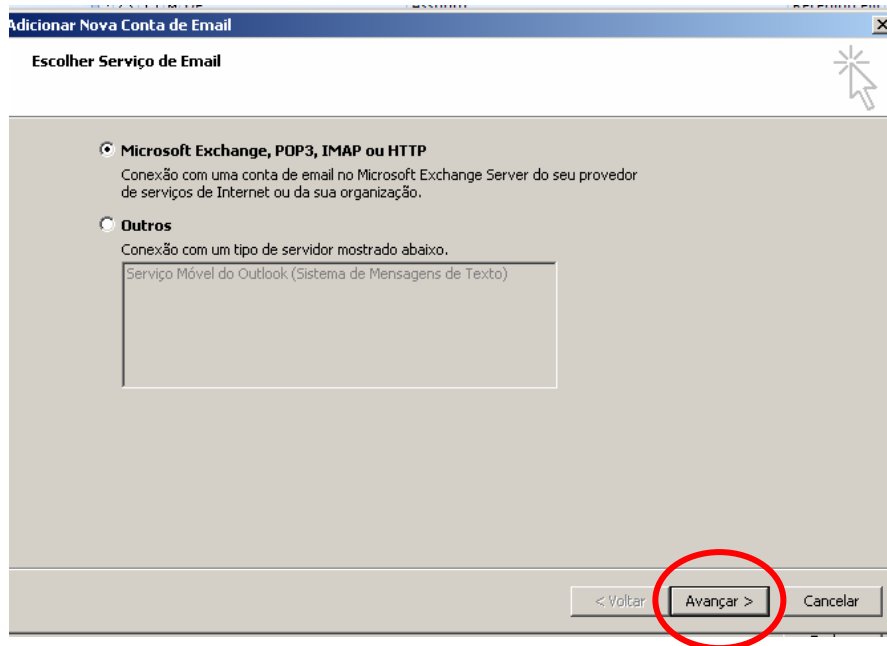 Adicionar Nova Conta de Email
Escolher Serviço de Email
Microsoft Exchange, POP3, IMAP ou HTTP
Conexão com uma conta de email no Microsoft Exchange Server do seu provedor
de serviços de Internet ou da sua organização.
Outros
Conexão com um tipo de servidor mostrado abaixo.
Serviço Móvel do Outlook (Sistema de Mensagens de Texto)
< Voltar
Avançar >
Cancelar